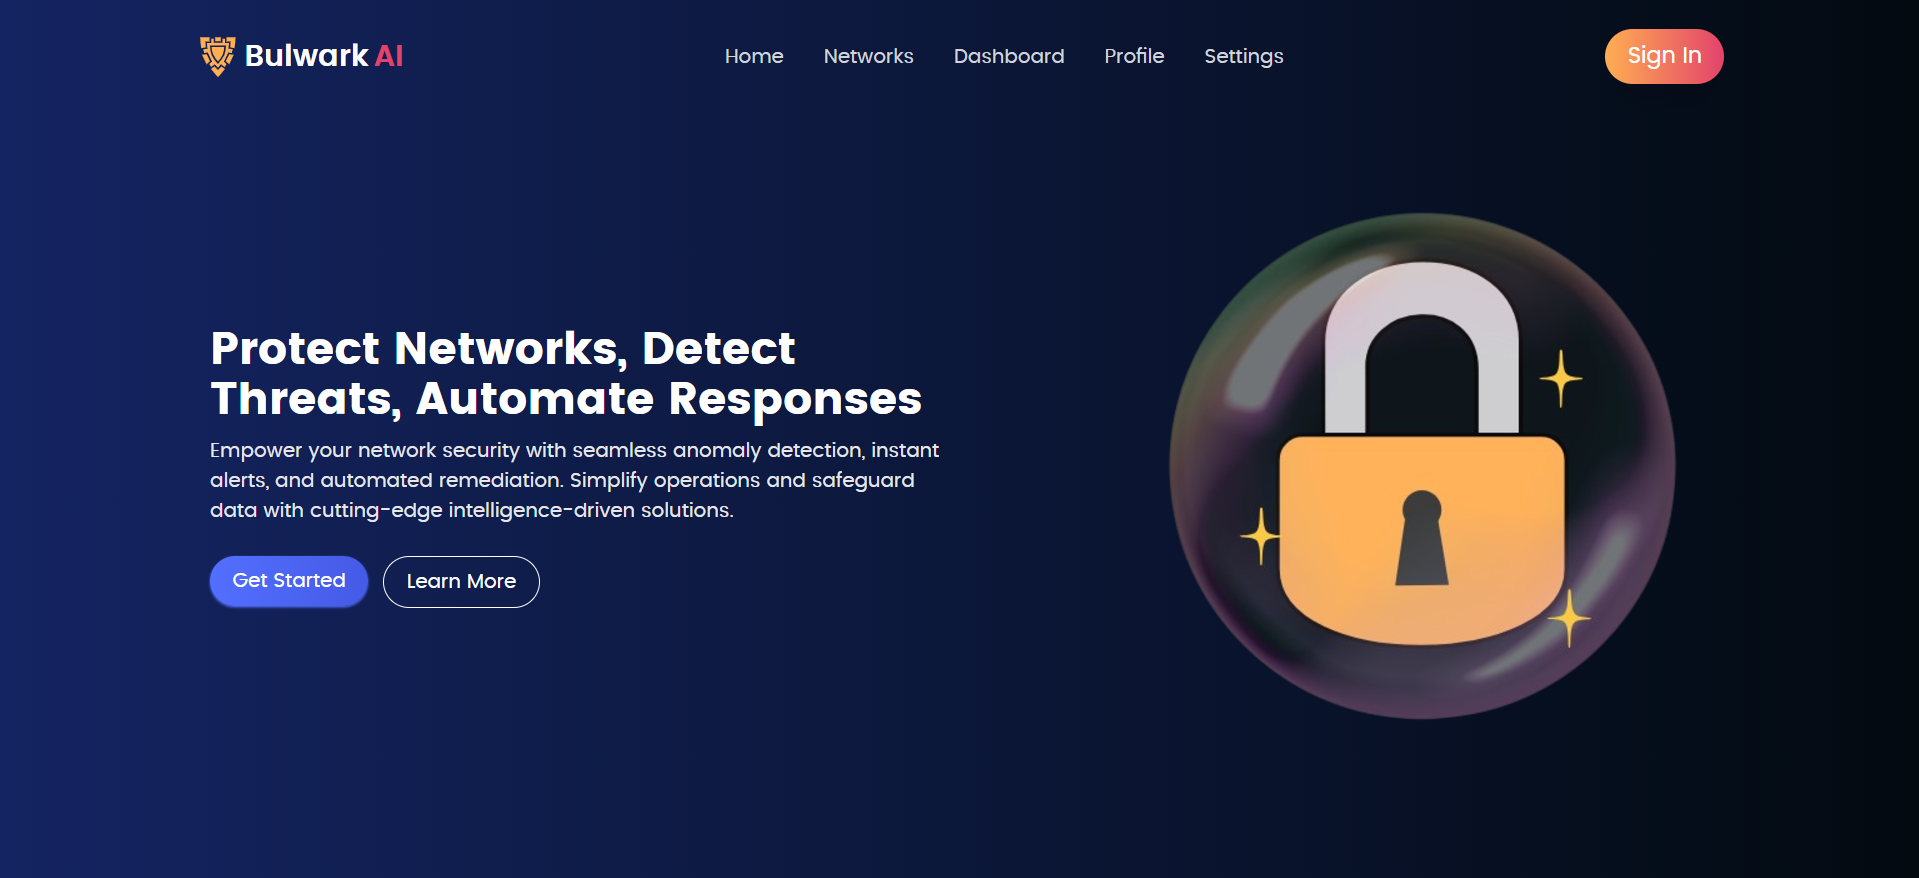 Bulwark AI
Home
Networks
Dashboard
Profile
Settings
Sign In
Protect Networks, Detect
Threats, Automate Responses
Empower your network security with seamless anomaly detection, instant
alerts, and automated remediation. Simplify operations and safeguard
data with cutting-edge intelligence-driven solutions.
Get Started
Learn More